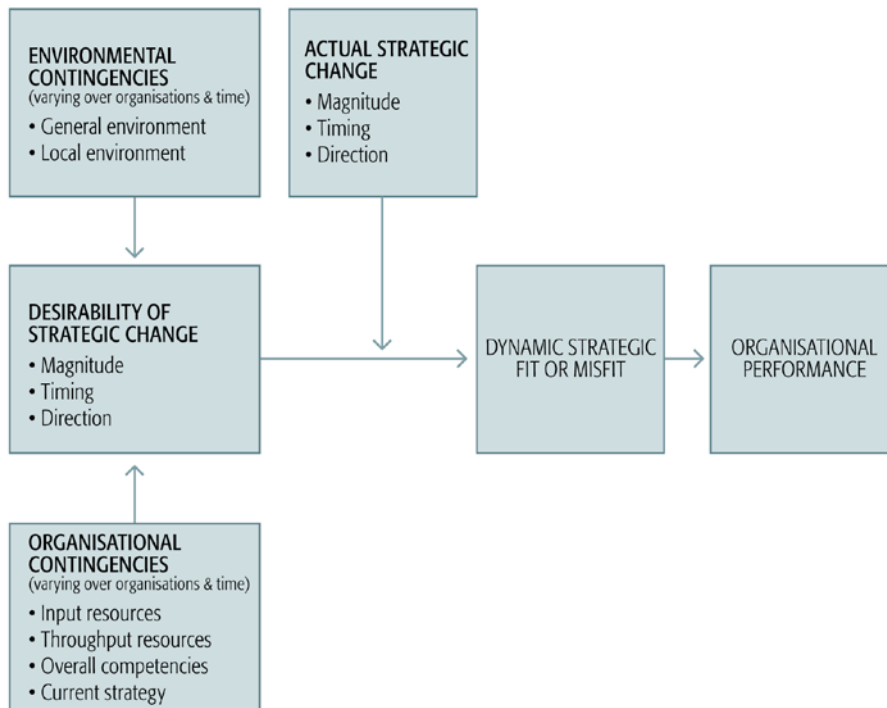 ENVIRONMENTAL
CONTINGENCIES
(varying over organisations & time)
• General environment
• Local environment
ACTUAL STRATEGIC
CHANGE
• Magnitude
• Timing
• Direction
DESIRABILITY OF
STRATEGIC CHANGE
• Magnitude
• Timing
• Direction
DYNAMIC STRATEGIC
FIT OR MISFIT
ORGANISATIONAL
PERFORMANCE
ORGANISATIONAL
CONTINGENCIES
(varying over organisations & time)
• Input resources
• Throughput resources
• Overall competencies
• Current strategy